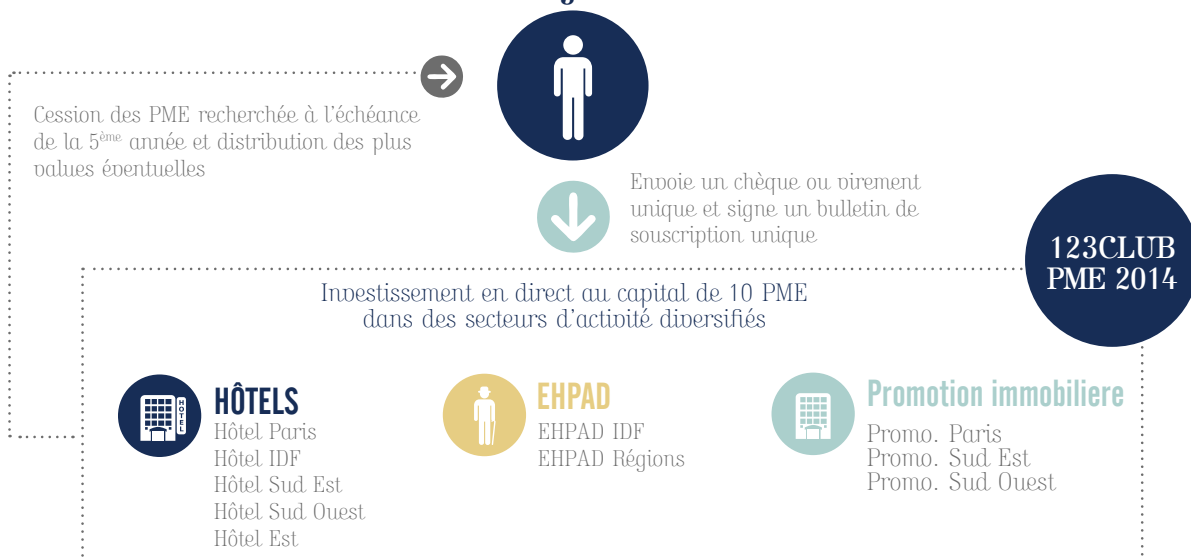 Cession des PME recherchée à l'échéance
de la 5ème année et distribution des plus
values éventuelles
Envoie un chèque ou virement
unique et signe un bulletin de
souscription unique
123CLUB
PME 2014
Investissement en direct au capital de 10 PME
dans des secteurs d'activité diversifiés
HOTEL
HÔTELS
Hôtel Paris
Hôtel IDF
Hôtel Sud Est
Hôtel Sud Ouest
Hôtel Est
EHPAD
EHPAD IDF
EHPAD Régions
Promotion immobiliere
Promo. Paris
Promo. Sud Est
Promo. Sud Ouest